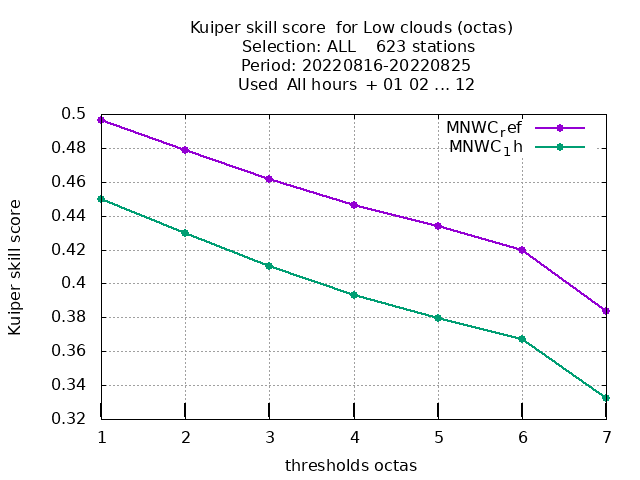 Kuiper skill score  for Low clouds (octas)
Selection: ALL    623 stations
Period: 20220816-20220825
Used  All hours  + 01 02 ... 12
0.5
0.48
0.46
0.44
0.42
0.4
0.38
0.36
0.34
0.32
Kuiper skill score
MNWCref
MNWC1h
1 2 3 4 5 6 7
thresholds octas